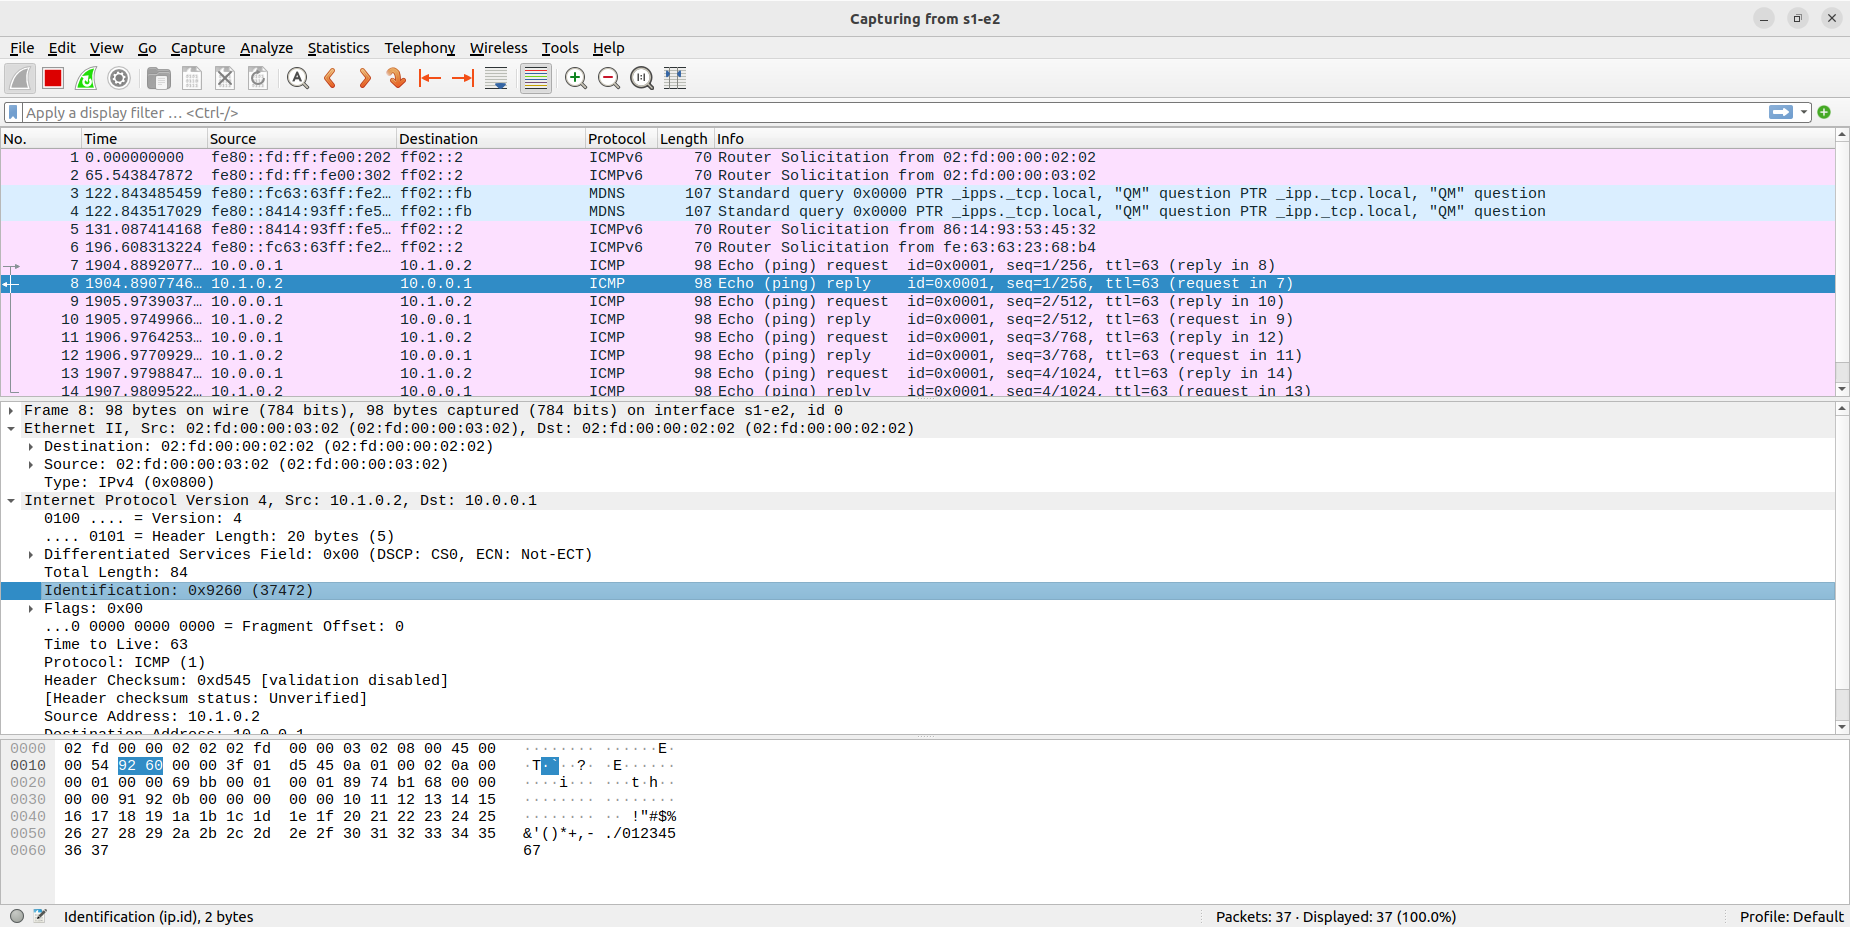 Capturing from s1-e2
File Edit View Go Capture Analyze Statistics Telephony Wireless Tools Help
Apply a display filter … <Ctrl-/>
No. Time Source Destination Protocol Length Info
1 0.000000000 fe80::fd:ff:fe00:202 ff02::2 ICMPv6 70 Router Solicitation from 02:fd:00:00:02:02
2 65.543847872 fe80::fd:ff:fe00:302 ff02::2 ICMPv6 70 Router Solicitation from 02:fd:00:00:03:02
3 122.843485459 fe80::fc63:63ff:fe2… ff02::fb MDNS 107 Standard query 0x0000 PTR _ipps._tcp.local, "QM" question PTR _ipp._tcp.local, "QM" question
4 122.843517029 fe80::8414:93ff:fe5… ff02::fb MDNS 107 Standard query 0x0000 PTR _ipps._tcp.local, "QM" question PTR _ipp._tcp.local, "QM" question
5 131.087414168 fe80::8414:93ff:fe5… ff02::2 ICMPv6 70 Router Solicitation from 86:14:93:53:45:32
6 196.608313224 fe80::fc63:63ff:fe2… ff02::2 ICMPv6 70 Router Solicitation from fe:63:63:23:68:b4
7 1904.8892077… 10.0.0.1 10.1.0.2 ICMP 98 Echo (ping) request id=0x0001, seq=1/256, ttl=63 (reply in 8)
8 1904.8907746… 10.1.0.2 10.0.0.1 ICMP 98 Echo (ping) reply id=0x0001, seq=1/256, ttl=63 (request in 7)
9 1905.9739037… 10.0.0.1 10.1.0.2 ICMP 98 Echo (ping) request id=0x0001, seq=2/512, ttl=63 (reply in 10)
10 1905.9749966… 10.1.0.2 10.0.0.1 ICMP 98 Echo (ping) reply id=0x0001, seq=2/512, ttl=63 (request in 9)
11 1906.9764253… 10.0.0.1 10.1.0.2 ICMP 98 Echo (ping) request id=0x0001, seq=3/768, ttl=63 (reply in 12)
12 1906.9770929… 10.1.0.2 10.0.0.1 ICMP 98 Echo (ping) reply id=0x0001, seq=3/768, ttl=63 (request in 11)
13 1907.9798847… 10.0.0.1 10.1.0.2 ICMP 98 Echo (ping) request id=0x0001, seq=4/1024, ttl=63 (reply in 14)
14 1907.9809522… 10.1.0.2 10.0.0.1 ICMP 98 Echo (ping) reply id=0x0001, seq=4/1024, ttl=63 (request in 13)
Frame 8: 98 bytes on wire (784 bits), 98 bytes captured (784 bits) on interface s1-e2, id 0
Ethernet II, Src: 02:fd:00:00:03:02 (02:fd:00:00:03:02), Dst: 02:fd:00:00:02:02 (02:fd:00:00:02:02)
Destination: 02:fd:00:00:02:02 (02:fd:00:00:02:02)
Source: 02:fd:00:00:03:02 (02:fd:00:00:03:02)
Type: IPv4 (0x0800)
Internet Protocol Version 4, Src: 10.1.0.2, Dst: 10.0.0.1
0100 .... = Version: 4
.... 0101 = Header Length: 20 bytes (5)
Differentiated Services Field: 0x00 (DSCP: CS0, ECN: Not-ECT)
Total Length: 84
Identification: 0x9260 (37472)
Flags: 0x00
...0 0000 0000 0000 = Fragment Offset: 0
Time to Live: 63
Protocol: ICMP (1)
Header Checksum: 0xd545 [validation disabled]
[Header checksum status: Unverified]
Source Address: 10.1.0.2
Destination Address: 10.0.0.1
0000 02 fd 00 00 02 02 02 fd 00 00 03 02 08 00 45 00 ········ ······E·
0010 00 54 92 60 00 00 3f 01 d5 45 0a 01 00 02 0a 00 ·T·`··?· ·E······
0020 00 01 00 00 69 bb 00 01 00 01 89 74 b1 68 00 00 ····i··· ···t·h··
0030 00 00 91 92 0b 00 00 00 00 00 10 11 12 13 14 15 ········ ········
0040 16 17 18 19 1a 1b 1c 1d 1e 1f 20 21 22 23 24 25 ········ ·· !"#$%
0050 26 27 28 29 2a 2b 2c 2d 2e 2f 30 31 32 33 34 35 &'()*+,- ./012345
0060 36 37 67
Identification (ip.id), 2 bytes Packets: 37 · Displayed: 37 (100.0%) Profile: Default